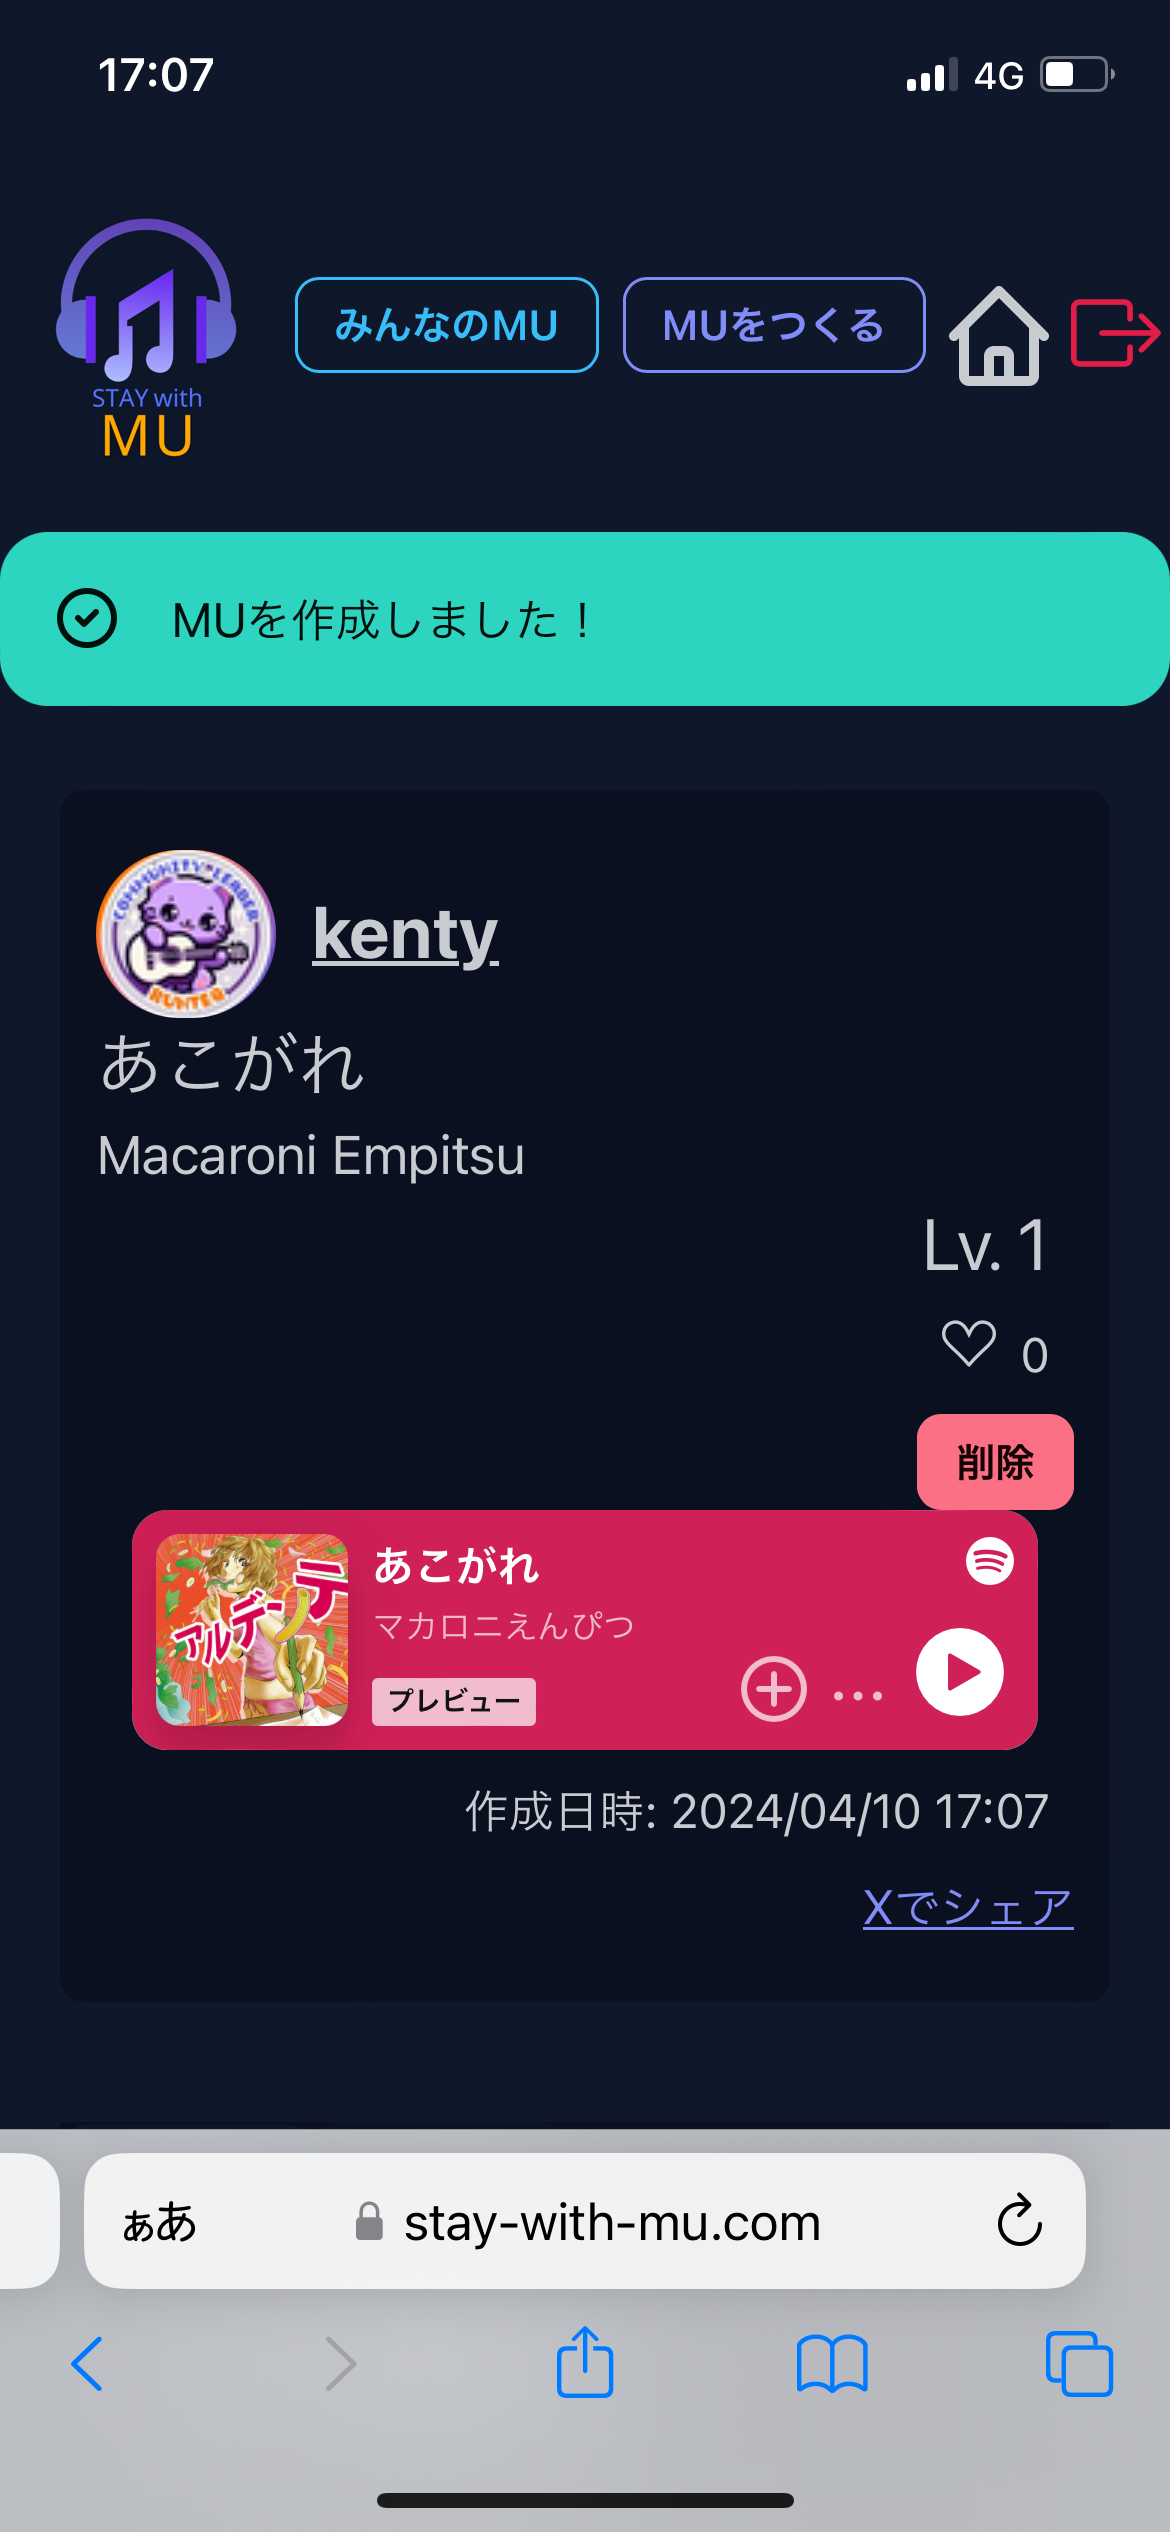 17:07
4G
みんなのMU
MUをつくる
STAY with
MU
MUを作成しました！
COMMUNITY LEADER
RUNTEQ
kenty
あこがれ
Macaroni Empitsu
Lv. 1
0
削除
アルデンテ
あこがれ
マカロニえんぴつ
プレビュー
作成日時: 2024/04/10 17:07
Xでシェア
ぁあ
stay-with-mu.com